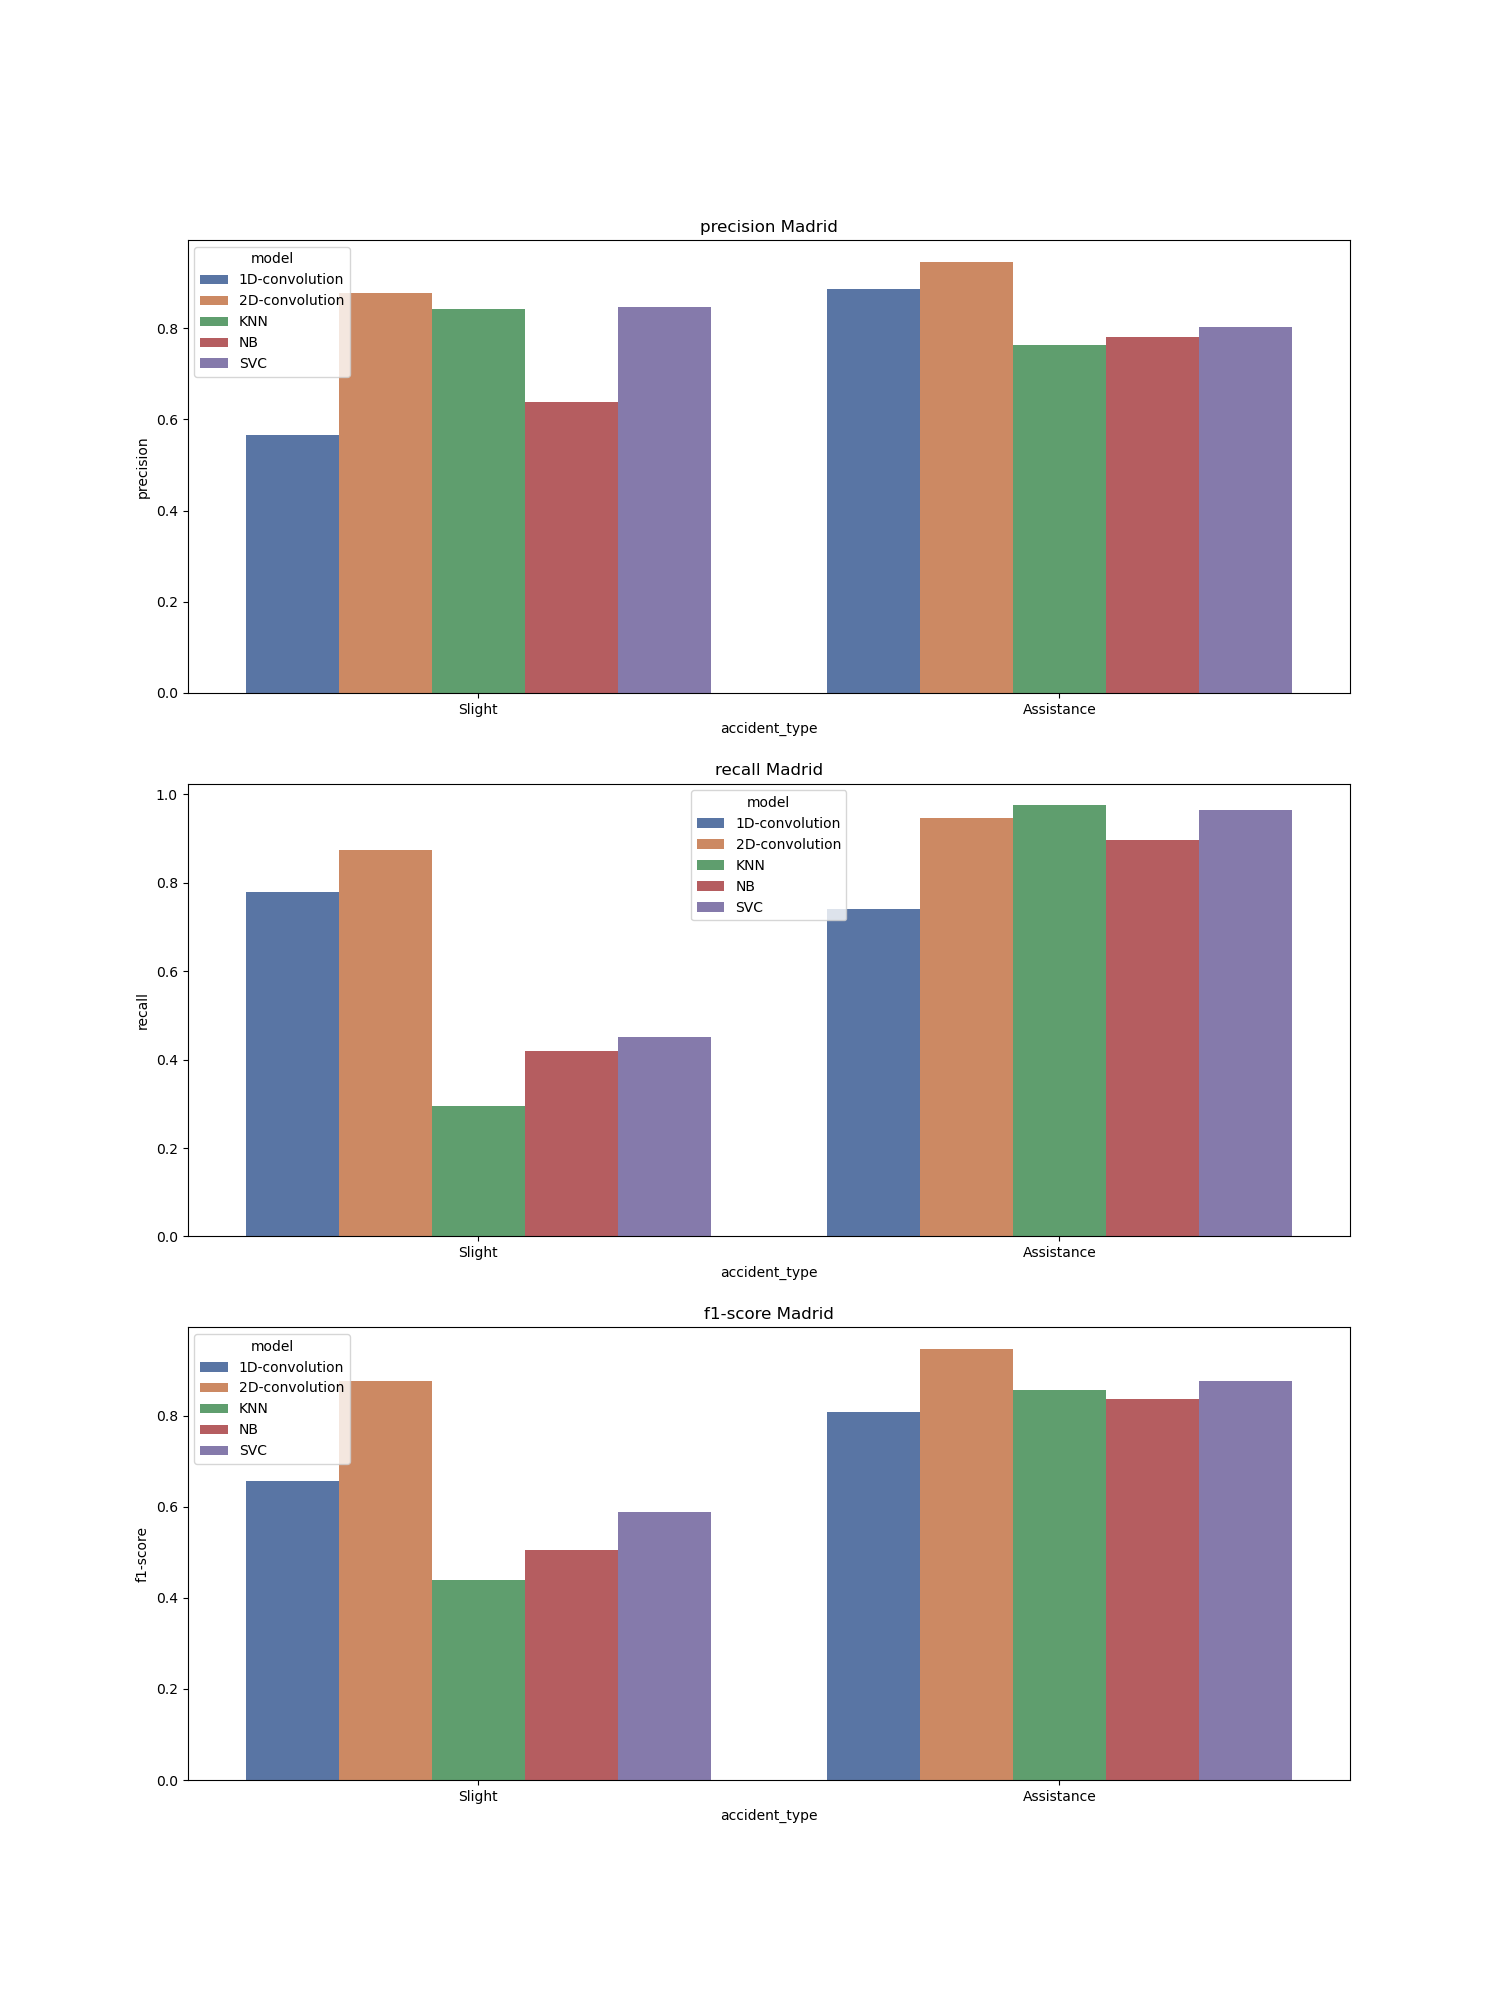 precision Madrid
model
1D-convolution
2D-convolution
KNN
NB
SVC
0.8
0.6
0.4
0.2
0.0
precision
Slight Assistance
accident_type
recall Madrid
model
1D-convolution
2D-convolution
KNN
NB
SVC
1.0
0.8
0.6
0.4
0.2
0.0
recall
Slight Assistance
accident_type
f1-score Madrid
model
1D-convolution
2D-convolution
KNN
NB
SVC
0.8
0.6
0.4
0.2
0.0
f1-score
Slight Assistance
accident_type